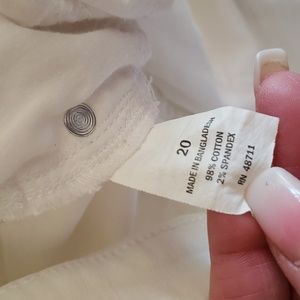 20
MADE IN BANGLADESH
98% COTTON
2% SPANDEX
RN 48711